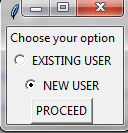 Choose your option
EXISTING USER
NEW USER
PROCEED